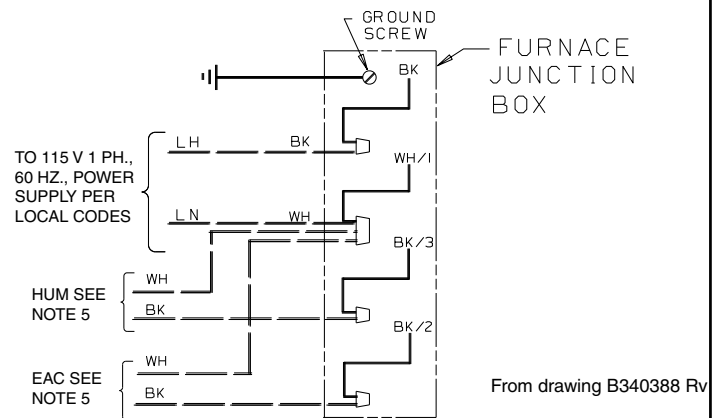 GROUND
SCREW
BK
FURNACE
JUNCTION
BOX
TO 115 V 1 PH.,
60 HZ., POWER
SUPPLY PER
LOCAL CODES
LH
BK
WH/1
LN
WH
BK/3
HUM SEE
NOTE 5
WH
BK
BK/2
EAC SEE
NOTE 5
WH
BK
From drawing B340388 Rv